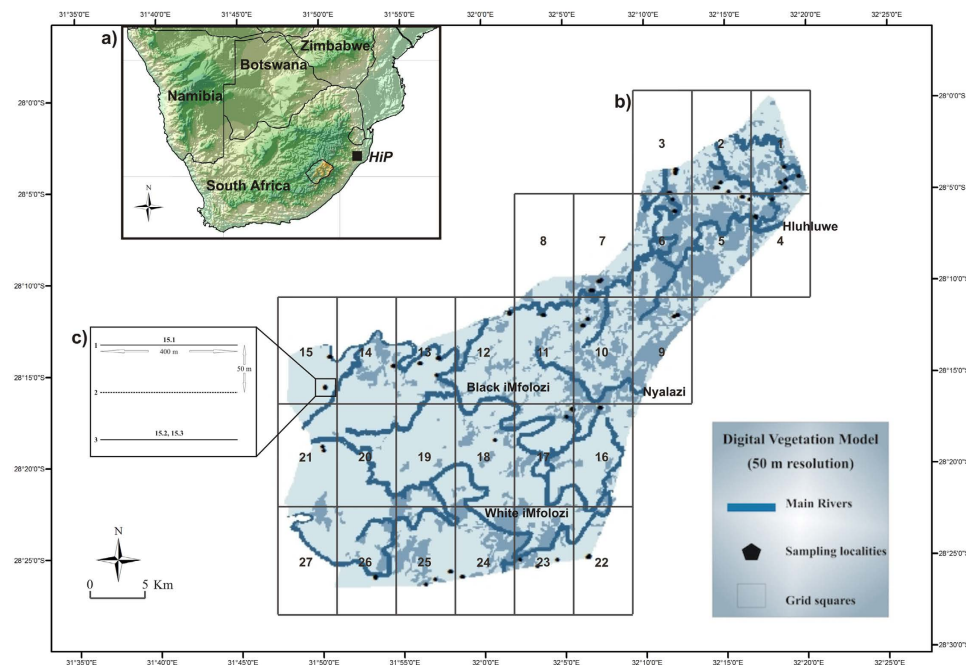 31°35'0"E 31°40'0"E 31°45'0"E 31°50'0"E 31°55'0"E 32°0'0"E 32°5'0"E 32°10'0"E 32°15'0"E 32°20'0"E 32°25'0"E
a)
Zimbabwe
Botswana
Namibia
HiP
South Africa
N
b)
28°0'0"S 28°0'0"S
3 2 1
28°5'0"S 28°5'0"S
Hluhluwe
8 7 6 5 4
28°10'0"S 28°10'0"S
c)
15.1
1
400 m
50 m
2
15.2, 15.3
3
15 14 13 12 11 10 9
28°15'0"S 28°15'0"S
Black iMfolozi
Nyalazi
21 20 19 18 17 16
28°20'0"S 28°20'0"S
White iMfolozi
28°25'0"S 28°25'0"S
27 26 25 24 23 22
N
0 5 Km
Digital Vegetation Model
(50 m resolution)
Main Rivers
Sampling localities
Grid squares
28°30'0"S 28°30'0"S
31°35'0"E 31°40'0"E 31°45'0"E 31°50'0"E 31°55'0"E 32°0'0"E 32°5'0"E 32°10'0"E 32°15'0"E 32°20'0"E 32°25'0"E